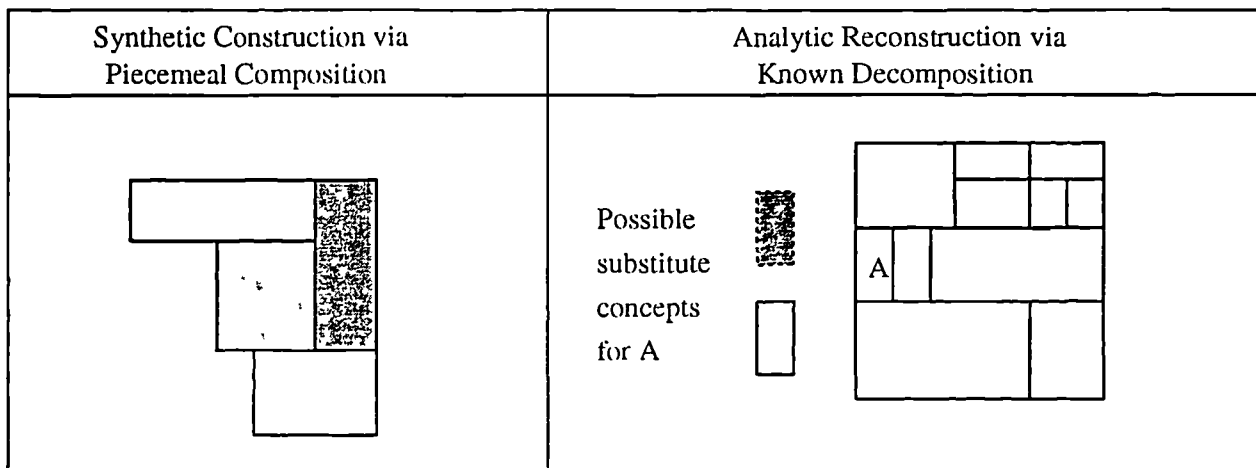 Synthetic Construction via
Piecemeal Composition
Analytic Reconstruction via
Known Decomposition
Possible
substitute
concepts
for A
A